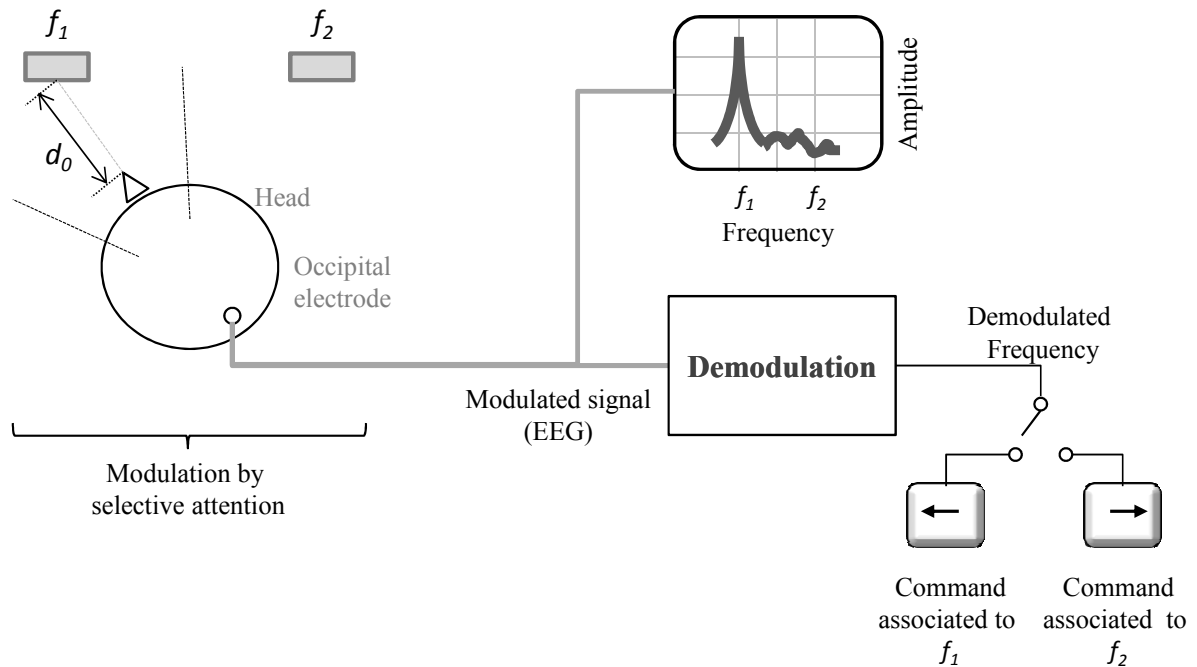 f1
f2
d0
Head
Occipital
electrode
Amplitude
f1
f2
Frequency
Modulated signal
(EEG)
Demodulation
Demodulated
Frequency
Modulation by
selective attention
Command
associated to
f1
Command
associated to
f2